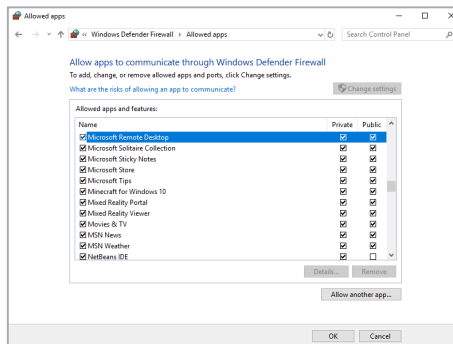 Allowed apps
« Windows Defender Firewall › Allowed apps
Search Control Panel
Allow apps to communicate through Windows Defender Firewall
To add, change, or remove allowed apps and ports, click Change settings.
What are the risks of allowing an app to communicate?
Change settings
Allowed apps and features:
Name Private Public
Microsoft Remote Desktop
Microsoft Solitaire Collection
Microsoft Sticky Notes
Microsoft Store
Microsoft Tips
Minecraft for Windows 10
Mixed Reality Portal
Mixed Reality Viewer
Movies & TV
MSN News
MSN Weather
NetBeans IDE
Details... Remove
Allow another app...
OK Cancel